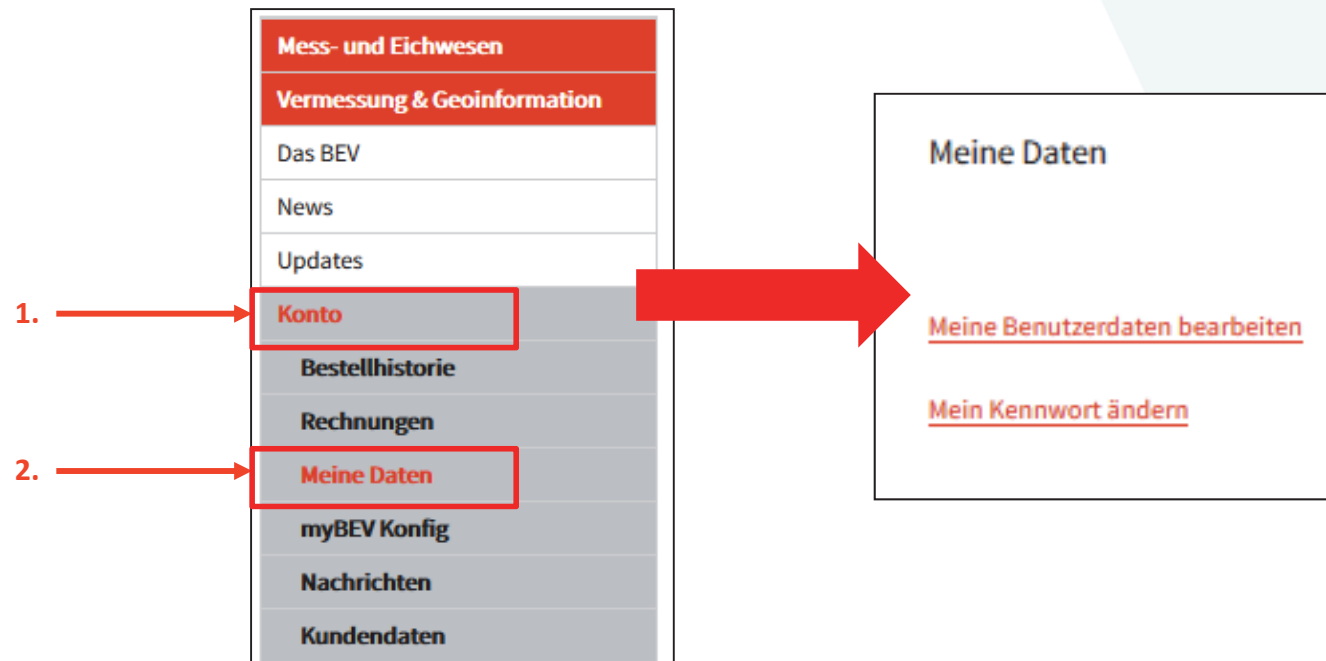 Mess- und Eichwesen
Vermessung & Geoinformation
Das BEV
News
Updates
1.
Konto
Bestellhistorie
Rechnungen
2.
Meine Daten
myBEV Konfig
Nachrichten
Kundendaten
Meine Daten
Meine Benutzerdaten bearbeiten
Mein Kennwort ändern